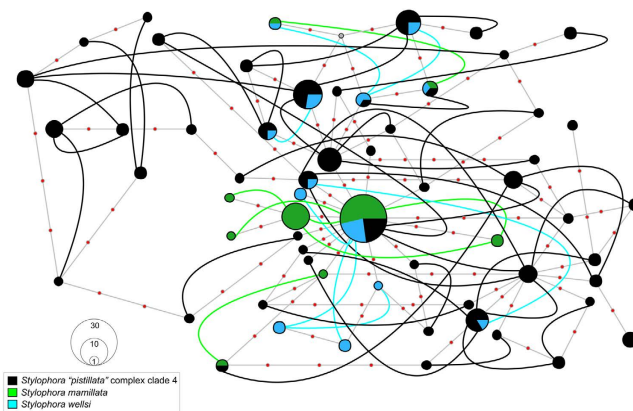 30
10
1
Stylophora "pistillata" complex clade 4
Stylophora mamillata
Stylophora wellsi